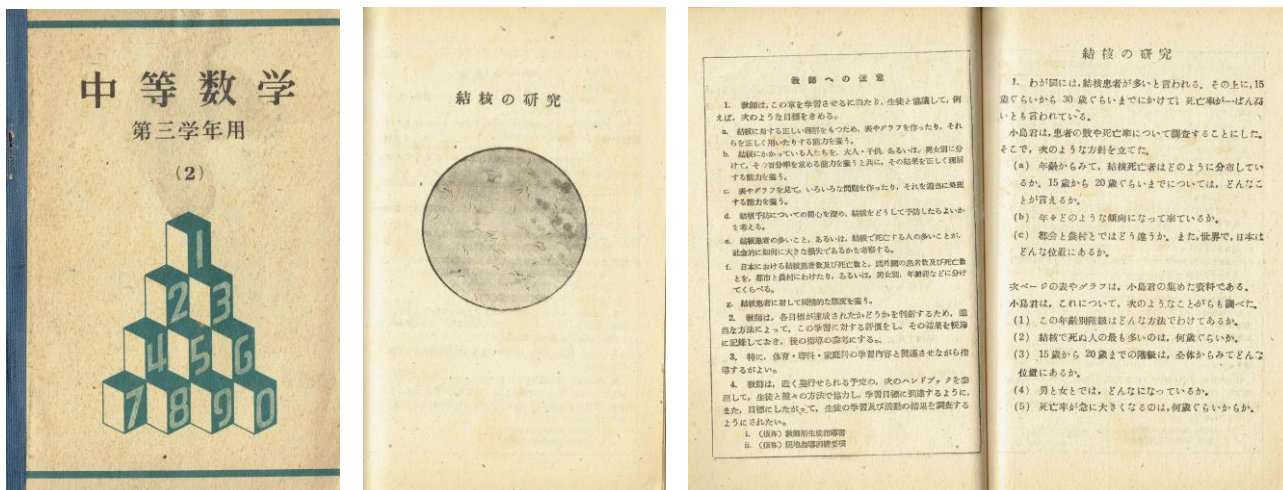 中等数学
第三学年用
(2)
1
2 3
4 5 6
7 8 9 0
結核の研究
教師への注意
1. 教師は,この章を学習させるに当たり,生徒と協議して,例
えば,次のような目標をきめる。
a. 結核に対する正しい理解をもつため,表やグラフを作ったり,それ
らを正しく用いたりする能力を養う。
b. 結核にかかっている人たちを,大人・子供,あるいは,男女別に分
けて,その百分率を求める能力を養うと共に,その結果を正しく理解
する能力を養う。
c. 表やグラフを見て,いろいろな問題を作ったり,それを適当に処理
する能力を養う。
d. 結核予防についての関心を深め,結核をどうして予防したらよいか
を考える。
e. 結核患者の多いこと,あるいは,結核で死亡する人の多いことが,
社会的に如何に大きな損失であるかを考察する。
f. 日本における結核患者数及び死亡数と,諸外国の患者数及び死亡数
とを,都市と農村にわけたり,あるいは,男女別,年齢別などに分け
てくらべる。
g. 結核患者に対して同情的な態度を養う。
2. 教師は,各目標が達成されたかどうかを判断するため,適
当な方法によって,この学習に対する評価をし,その結果を
に記録しておき,後の指導の参考にする。
3. 特に,体育・理科・家庭科の学習内容と関連させながら指
導するがよい。
4. 教師は,近く発行せられる予定の,次のハンドブックを参
照して,生徒と種々の方法で協力し,学習目標に到達するように,
また,目標にしたがって,生徒の学習及び活動の結果を調査する
ようにされたい。
i. (仮称) 教師用生徒指導書
ii. (仮称)
結核の研究
1. わが国には,結核患者が多いと言われる。その上に,15
歳ぐらいから 30 歳ぐらいまでにかけて,死亡率が一ばん高
いとも言われている。
小島君は,患者の数や死亡率について調査することにした。
そこで,次のような方針を立てた。
(a) 年齢からみて,結核死亡者はどのように分布してい
るか。15歳から 20歳ぐらいまでについては,どんなこ
とが言えるか。
(b) 年々どのような傾向になって来ているか。
(c) 都会と農村とではどう違うか。また,世界で,日本は
どんな位置にあるか。
次ページの表やグラフは,小島君の集めた資料である。
小島君は,これについて,次のようなことがらも調べた。
(1) この年齢別階級はどんな方法でわけてあるか。
(2) 結核で死ぬ人の最も多いのは,何歳ぐらいか。
(3) 15歳から 20歳までの階級は,全体からみてどんな
位置にあるか。
(4) 男と女とでは,どんなになっているか。
(5) 死亡率が急に大きくなるのは,何歳ぐらいからか。